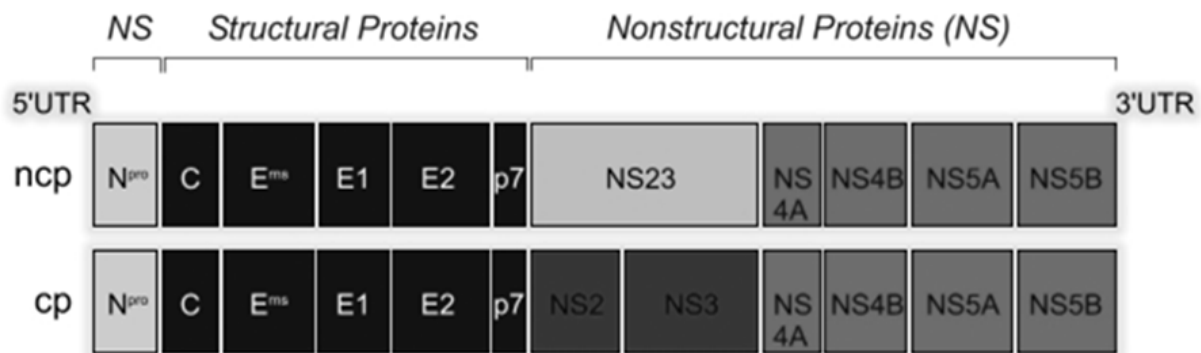 NS Structural Proteins Nonstructural Proteins (NS)
5'UTR 3'UTR
ncp Npro C Erns E1 E2 p7 NS23 NS 4A NS4B NS5A NS5B
cp Npro C Erns E1 E2 p7 NS2 NS3 NS 4A NS4B NS5A NS5B